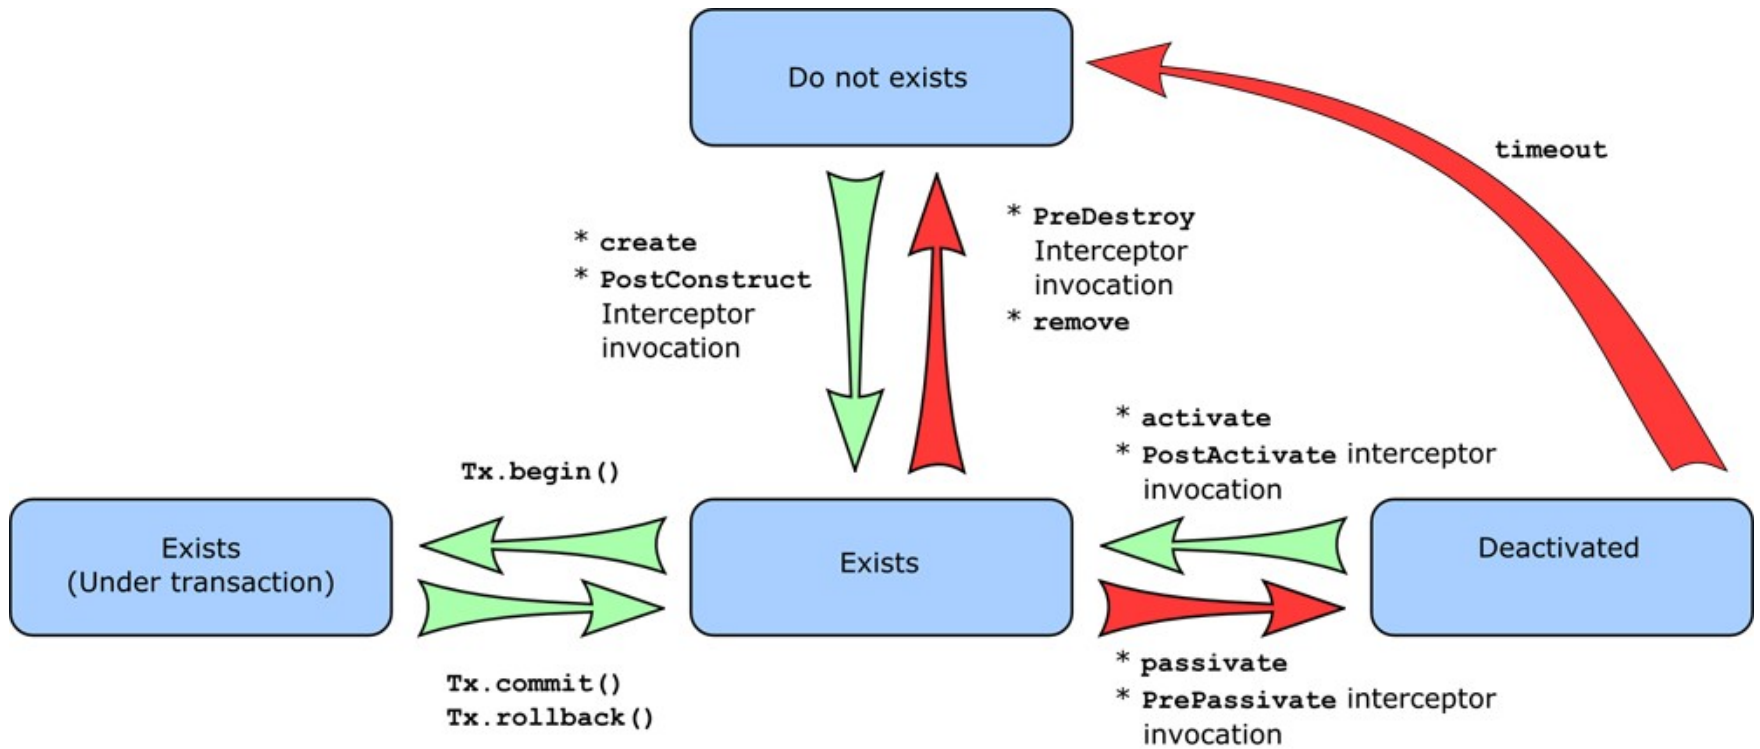 Do not exists
timeout
* create
* PostConstruct
Interceptor
invocation
* PreDestroy
Interceptor
invocation
* remove
* activate
* PostActivate interceptor
invocation
Tx.begin()
Exists
(Under transaction)
Exists
Deactivated
Tx.commit()
Tx.rollback()
* passivate
* PrePassivate interceptor
invocation